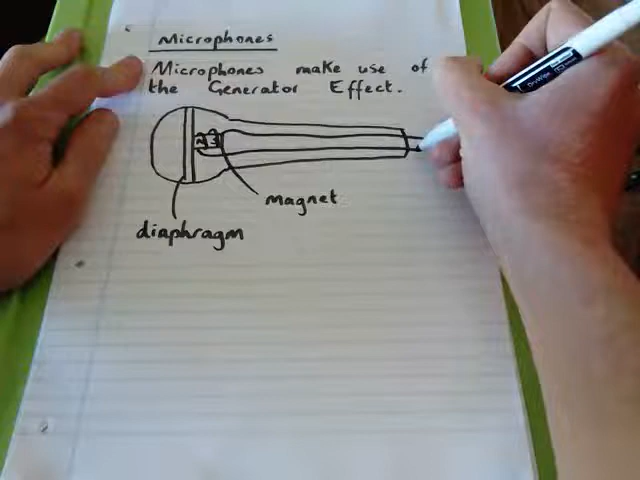 Microphones
Microphones make use of
the Generator Effect.
magnet
diaphragm